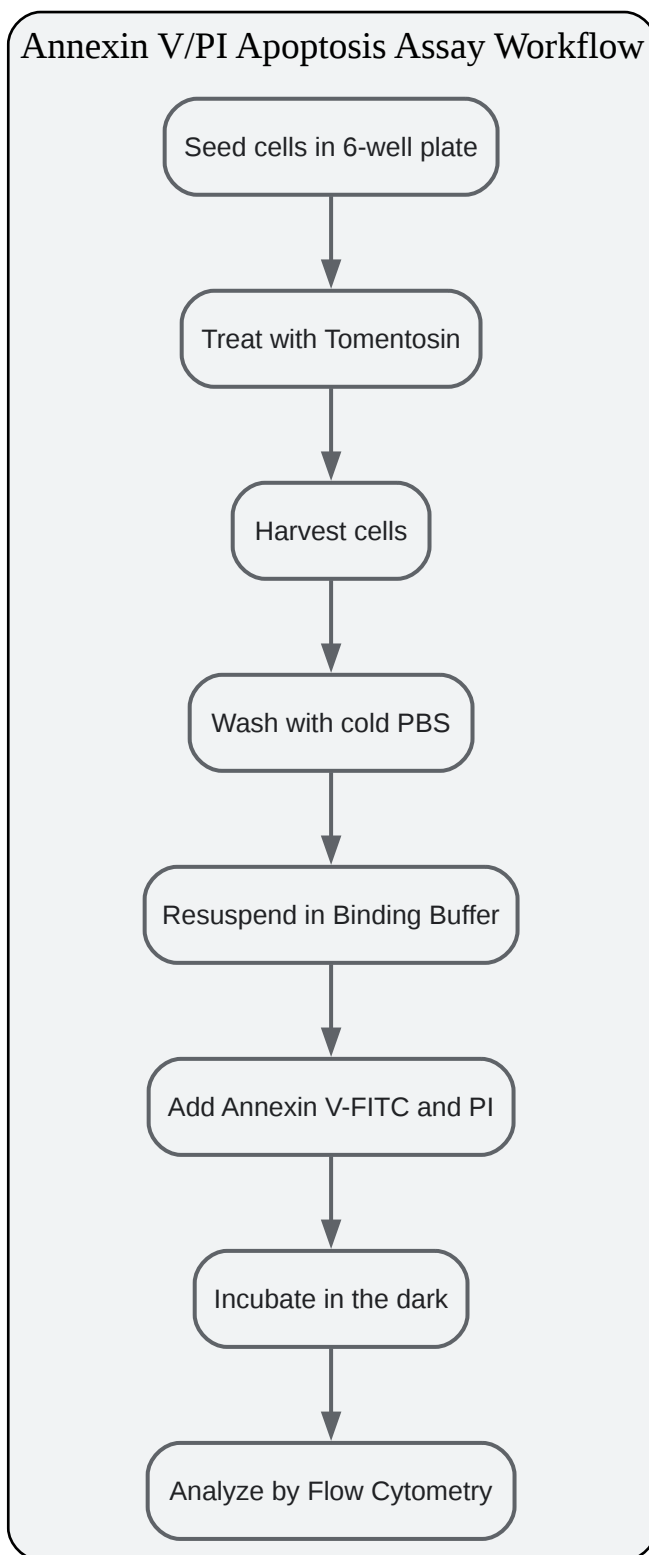 Annexin V/PI Apoptosis Assay Workflow
Seed cells in 6-well plate
Treat with Tomentosin
Harvest cells
Wash with cold PBS
Resuspend in Binding Buffer
Add Annexin V-FITC and PI
Incubate in the dark
Analyze by Flow Cytometry